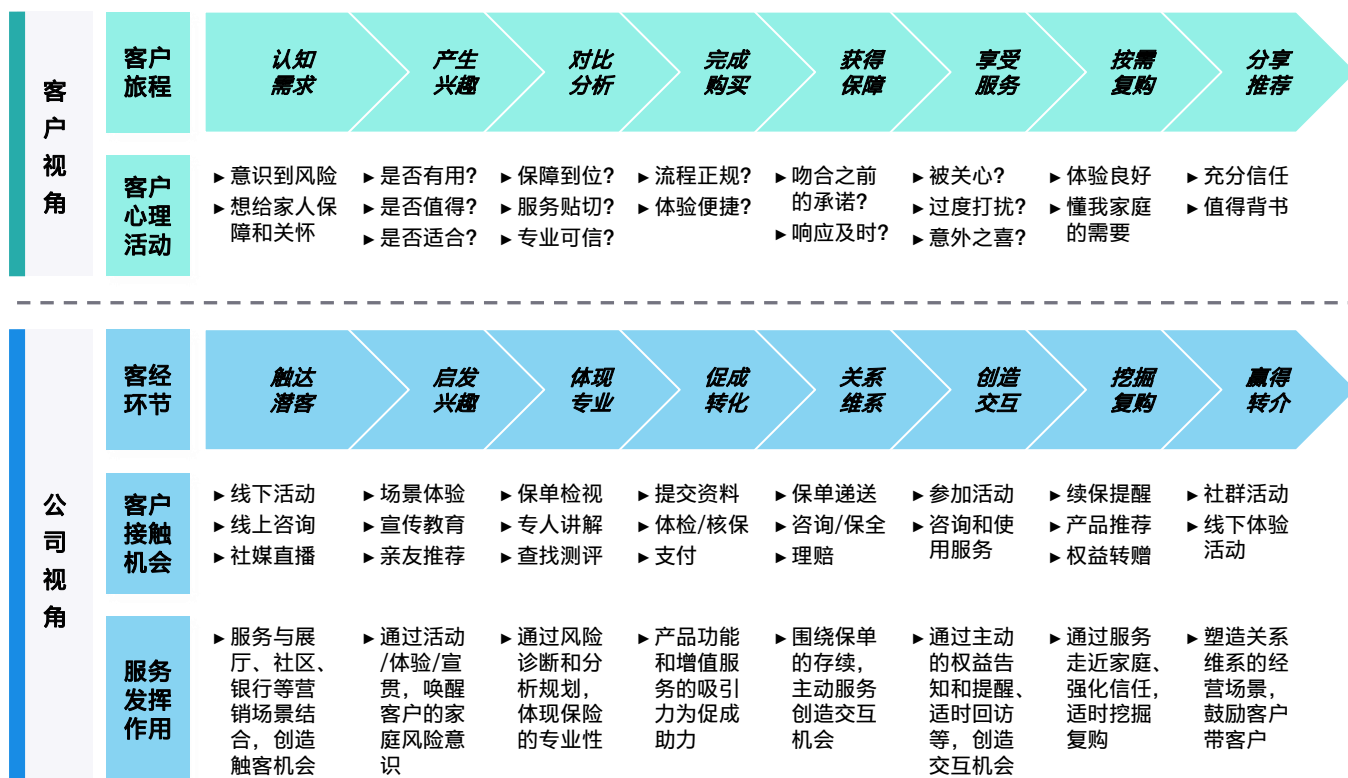 客户视角
客户
旅程
认知
需求
产生
兴趣
对比
分析
完成
购买
获得
保障
享受
服务
按需
复购
分享
推荐
客户
心理
活动
►意识到风险
►想给家人保
障和关怀
►是否有用?
►是否值得?
►是否适合?
►保障到位?
►服务贴切?
►专业可信?
►流程正规?
►体验便捷?
►吻合之前
的承诺?
►响应及时?
►被关心?
►过度打扰?
►意外之喜?
►体验良好
►懂我家庭
的需要
►充分信任
►值得背书
公司视角
客经
环节
触达
潜客
启发
兴趣
体现
专业
促成
转化
关系
维系
创造
交互
挖掘
复购
赢得
转介
客户
接触
机会
►线下活动
►线上咨询
►社媒直播
►场景体验
►宣传教育
►亲友推荐
►保单检视
►专人讲解
►查找测评
►提交资料
►体检/核保
►支付
►保单递送
►咨询/保全
►理赔
►参加活动
►咨询和使
用服务
►续保提醒
►产品推荐
►权益转赠
►社群活动
►线下体验
活动
服务
发挥
作用
►服务与展
厅、社区、
银行等营
销场景结
合，创造
触客机会
►通过活动
/体验/宣
贯，唤醒
客户的家
庭风险意
识
►通过风险
诊断和分
析规划，
体现保险
的专业性
►产品功能
和增值服
务的吸引
力为促成
助力
►围绕保单
的存续，
主动服务
创造交互
机会
►通过主动
的权益告
知和提醒、
适时回访
等，创造
交互机会
►通过服务
走近家庭、
强化信任，
适时挖掘
复购
►塑造关系
维系的经
营场景，
鼓励客户
带客户